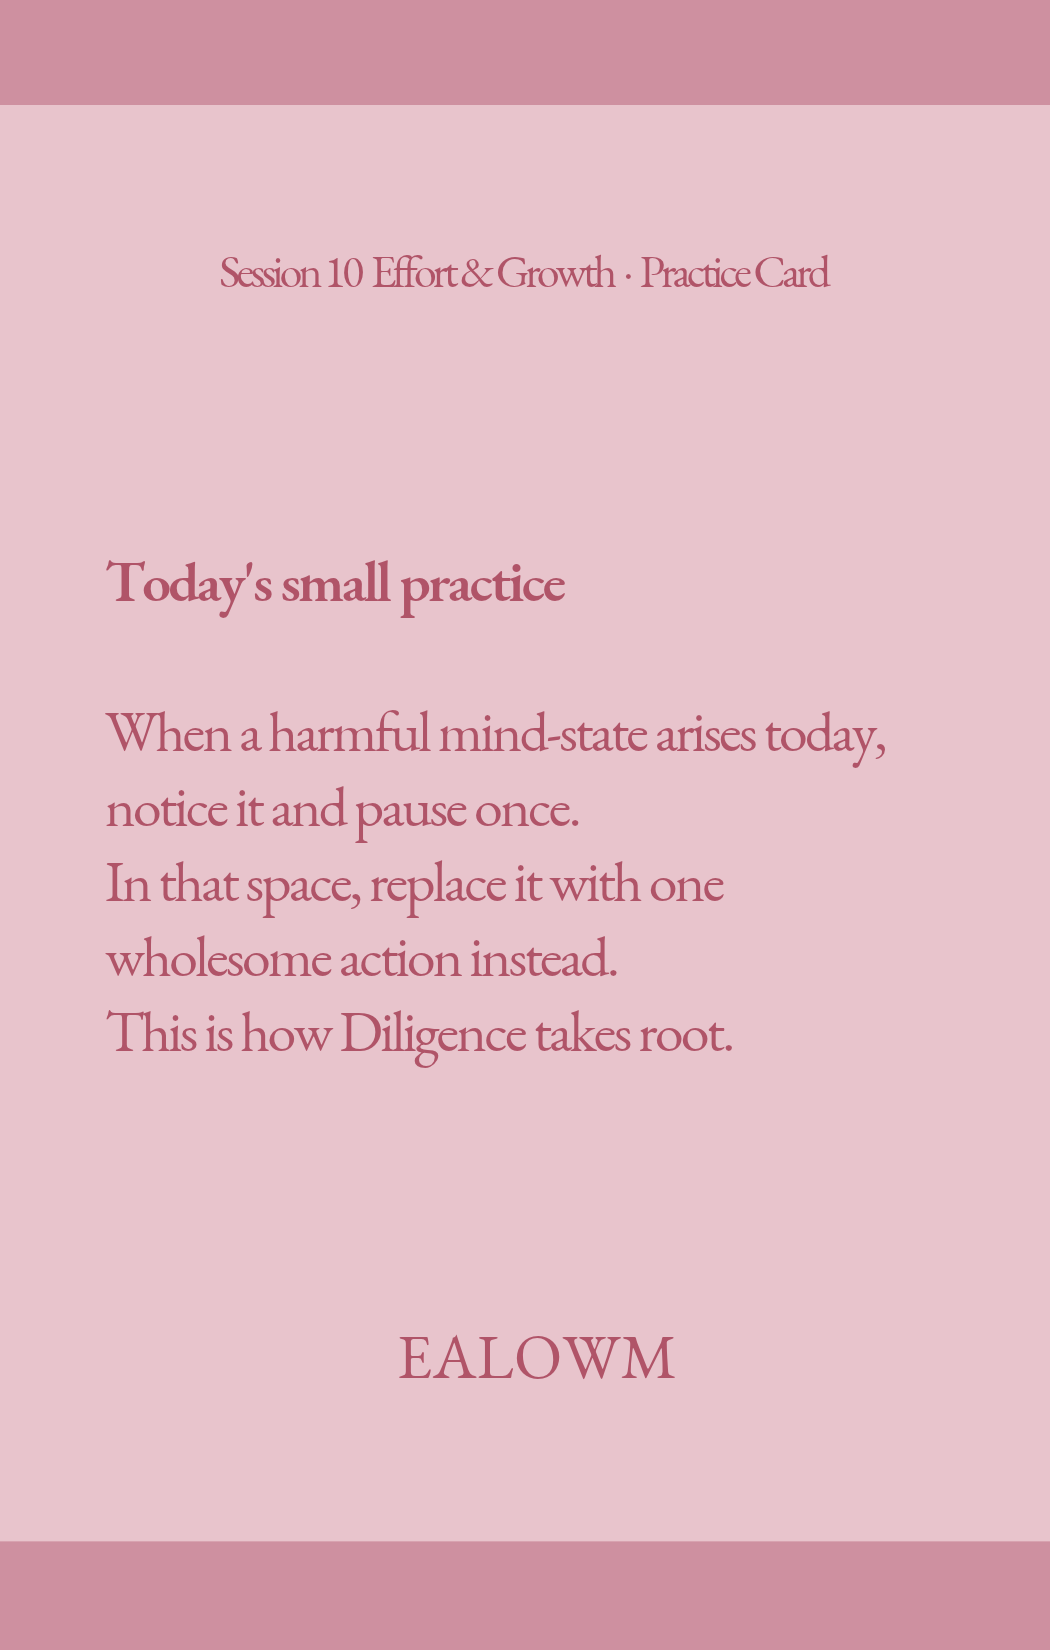 Session 10 Effort & Growth · Practice Card
Today's small practice
When a harmful mind-state arises today,
notice it and pause once.
In that space, replace it with one
wholesome action instead.
This is how Diligence takes root.
EALOWM